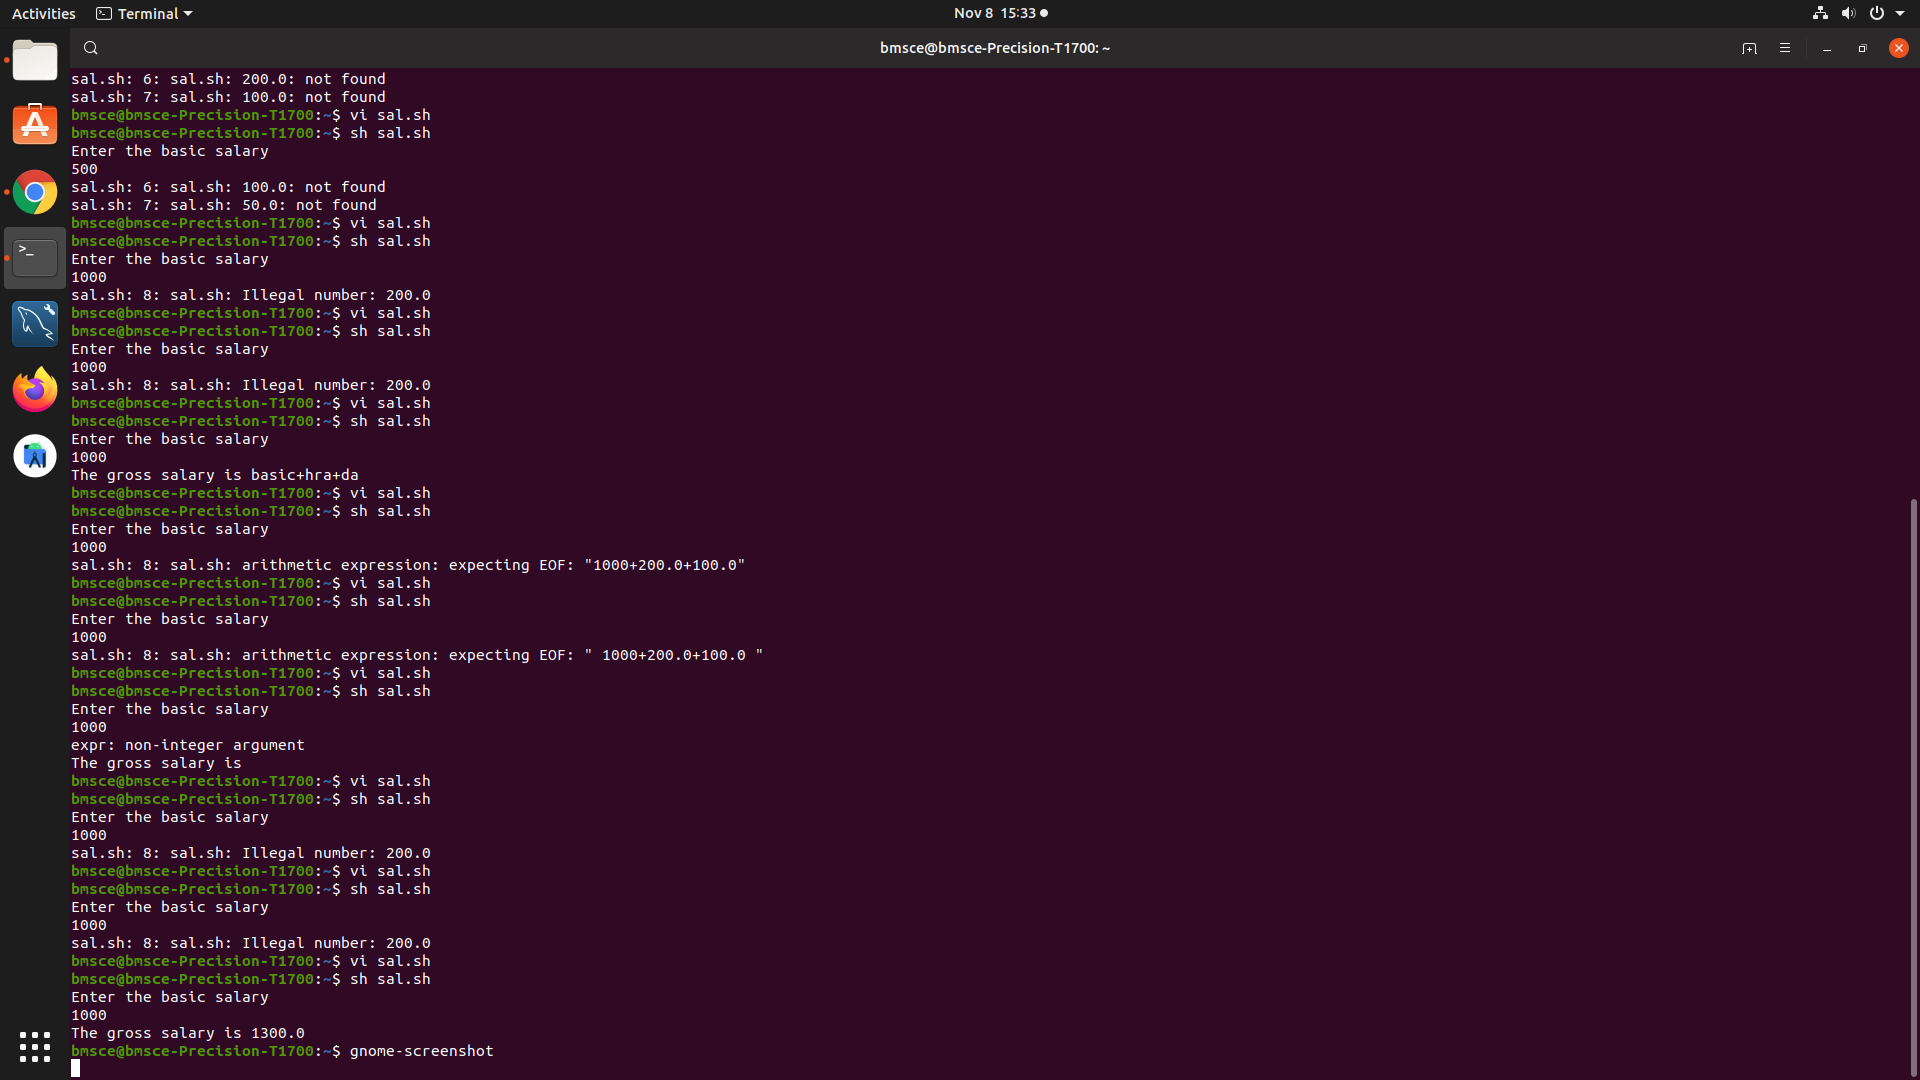 Activities Terminal Nov 8 15:33
bmsce@bmsce-Precision-T1700: ~
sal.sh: 6: sal.sh: 200.0: not found
sal.sh: 7: sal.sh: 100.0: not found
bmsce@bmsce-Precision-T1700:~$ vi sal.sh
bmsce@bmsce-Precision-T1700:~$ sh sal.sh
Enter the basic salary
500
sal.sh: 6: sal.sh: 100.0: not found
sal.sh: 7: sal.sh: 50.0: not found
bmsce@bmsce-Precision-T1700:~$ vi sal.sh
bmsce@bmsce-Precision-T1700:~$ sh sal.sh
Enter the basic salary
1000
sal.sh: 8: sal.sh: Illegal number: 200.0
bmsce@bmsce-Precision-T1700:~$ vi sal.sh
bmsce@bmsce-Precision-T1700:~$ sh sal.sh
Enter the basic salary
1000
sal.sh: 8: sal.sh: Illegal number: 200.0
bmsce@bmsce-Precision-T1700:~$ vi sal.sh
bmsce@bmsce-Precision-T1700:~$ sh sal.sh
Enter the basic salary
1000
The gross salary is basic+hra+da
bmsce@bmsce-Precision-T1700:~$ vi sal.sh
bmsce@bmsce-Precision-T1700:~$ sh sal.sh
Enter the basic salary
1000
sal.sh: 8: sal.sh: arithmetic expression: expecting EOF: "1000+200.0+100.0"
bmsce@bmsce-Precision-T1700:~$ vi sal.sh
bmsce@bmsce-Precision-T1700:~$ sh sal.sh
Enter the basic salary
1000
sal.sh: 8: sal.sh: arithmetic expression: expecting EOF: " 1000+200.0+100.0 "
bmsce@bmsce-Precision-T1700:~$ vi sal.sh
bmsce@bmsce-Precision-T1700:~$ sh sal.sh
Enter the basic salary
1000
expr: non-integer argument
The gross salary is
bmsce@bmsce-Precision-T1700:~$ vi sal.sh
bmsce@bmsce-Precision-T1700:~$ sh sal.sh
Enter the basic salary
1000
sal.sh: 8: sal.sh: Illegal number: 200.0
bmsce@bmsce-Precision-T1700:~$ vi sal.sh
bmsce@bmsce-Precision-T1700:~$ sh sal.sh
Enter the basic salary
1000
sal.sh: 8: sal.sh: Illegal number: 200.0
bmsce@bmsce-Precision-T1700:~$ vi sal.sh
bmsce@bmsce-Precision-T1700:~$ sh sal.sh
Enter the basic salary
1000
The gross salary is 1300.0
bmsce@bmsce-Precision-T1700:~$ gnome-screenshot